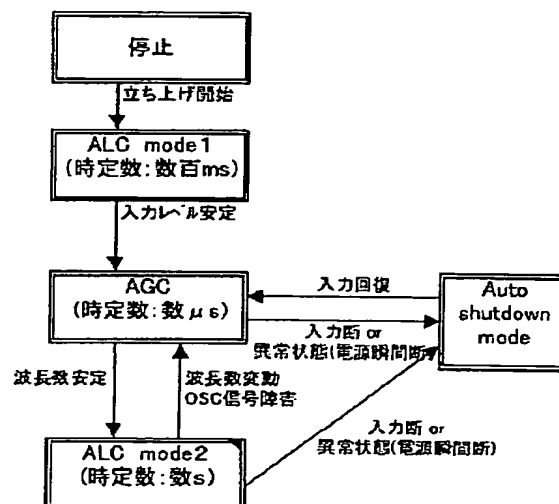 停止
立ち上げ開始
ALC mode1
(時定数:数百ms)
入力レベル安定
AGC
(時定数:数μs)
入力回復
Auto
shutdown
mode
入力断 or
異常状態(電源瞬間断)
波長数安定
波長数変動
OSC信号障害
ALC mode2
(時定数:数s)
入力断 or
異常状態(電源瞬間断)